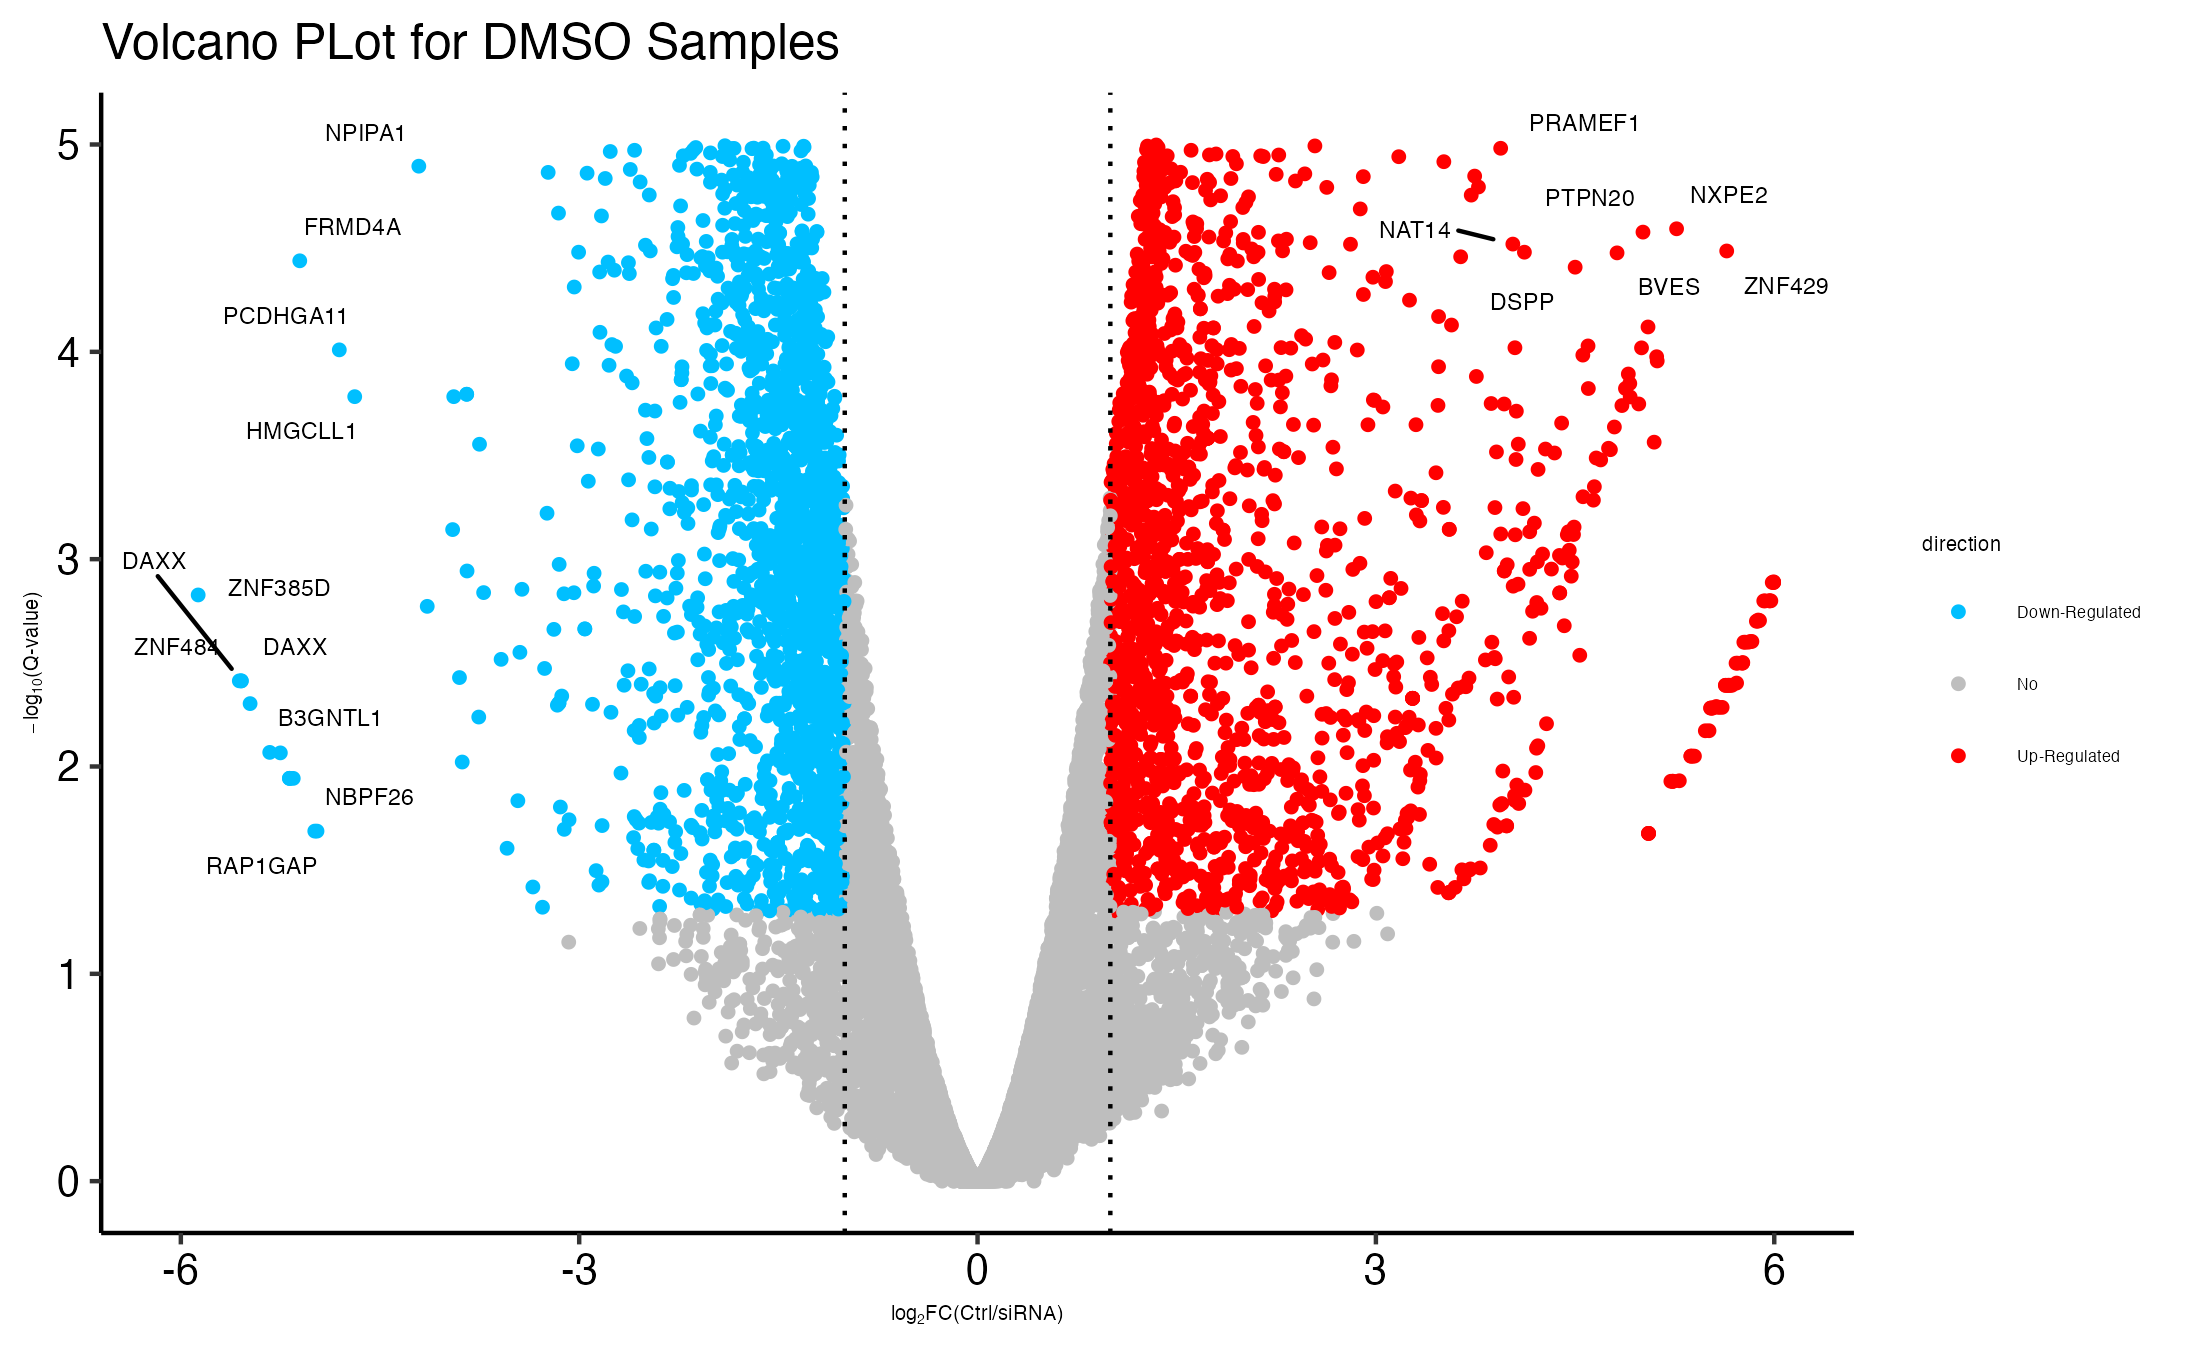 Volcano PLot for DMSO Samples
NPIPA1
PRAMEF1
FRMD4A
PTPN20
NXPE2
NAT14
PCDHGA11
DSPP
BVES
ZNF429
HMGCLL1
DAXX
ZNF385D
ZNF484
DAXX
B3GNTL1
NBPF26
RAP1GAP
5
4
3
2
1
0
−log₁₀(Q-value)
-6
-3
0
3
6
log₂FC(Ctrl/siRNA)
direction
Down-Regulated
No
Up-Regulated